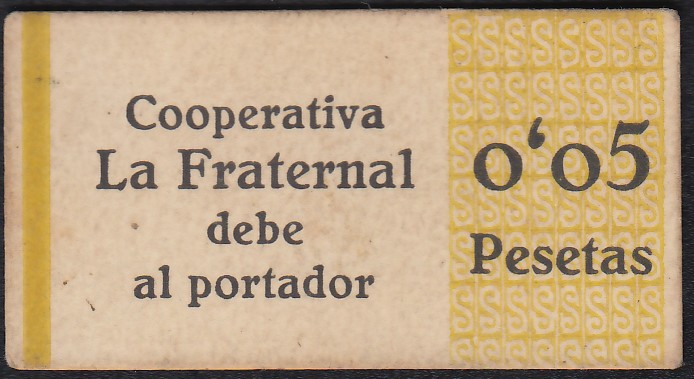 Cooperativa
La Fraternal
debe
al portador
0‘05
Pesetas